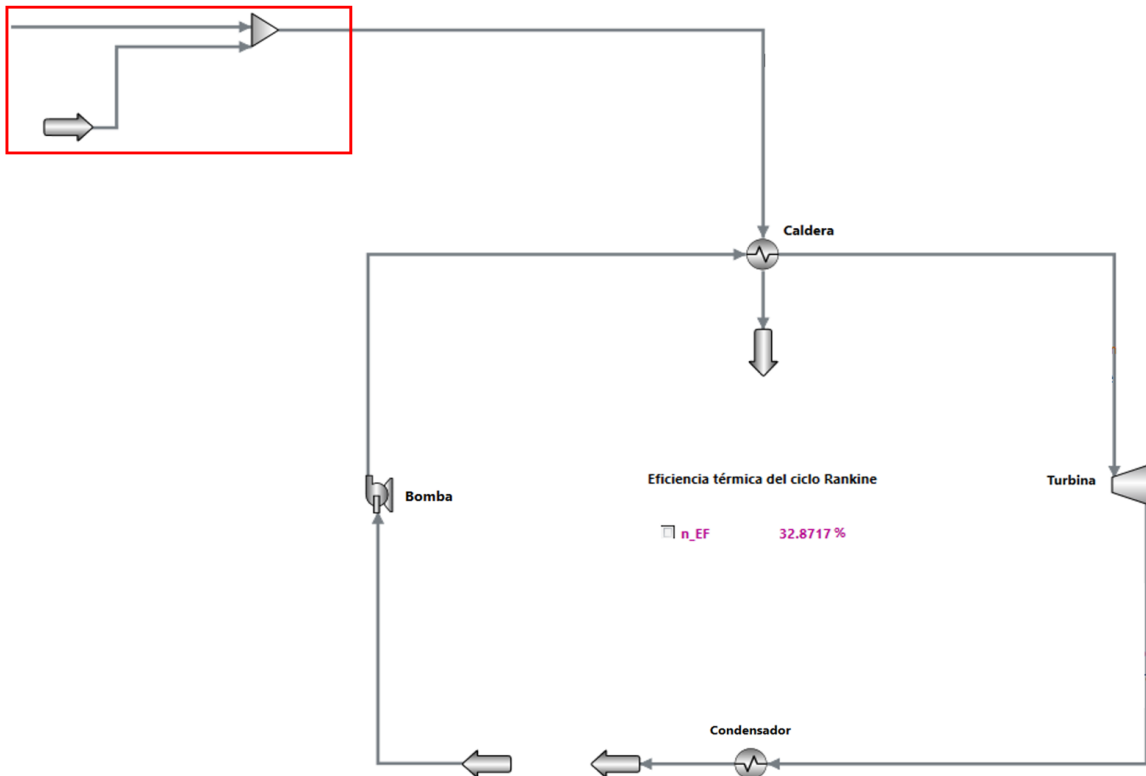 Caldera
Eficiencia térmica del ciclo Rankine
Turbina
Bomba
n_EF 32.8717 %
Condensador